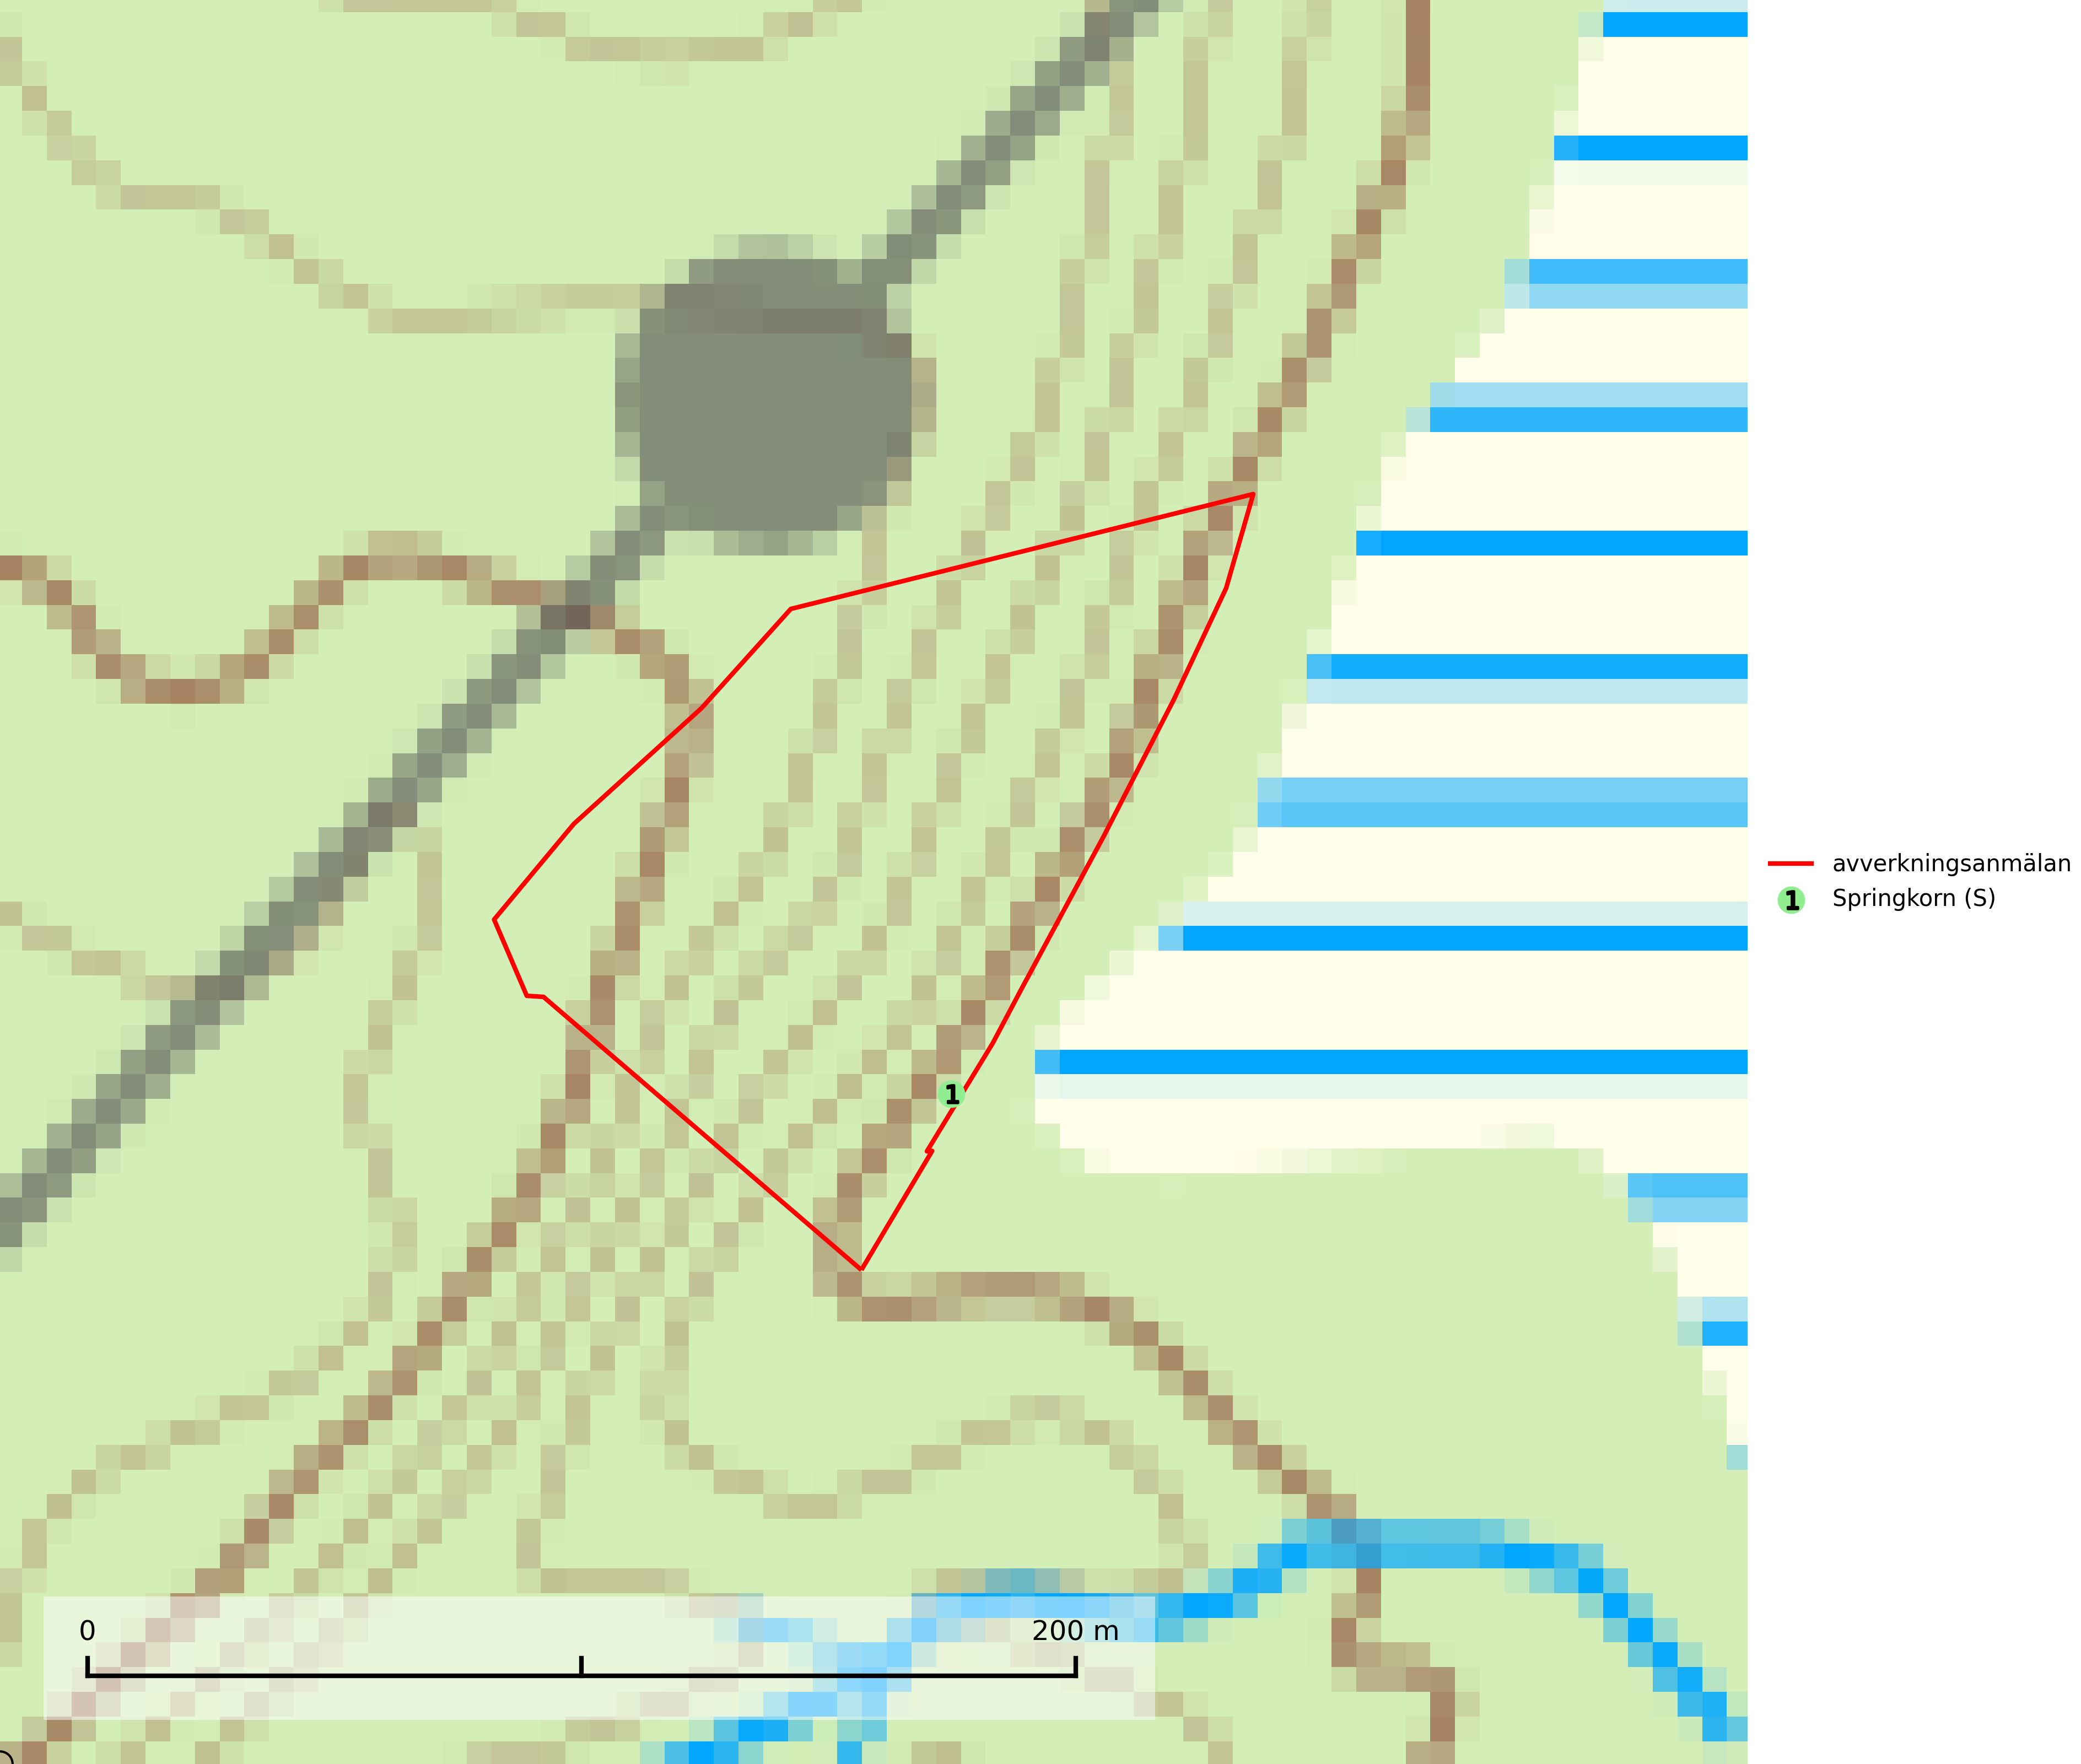 avverkningsanmälan
1 Springkorn (S)
1
0 200 m